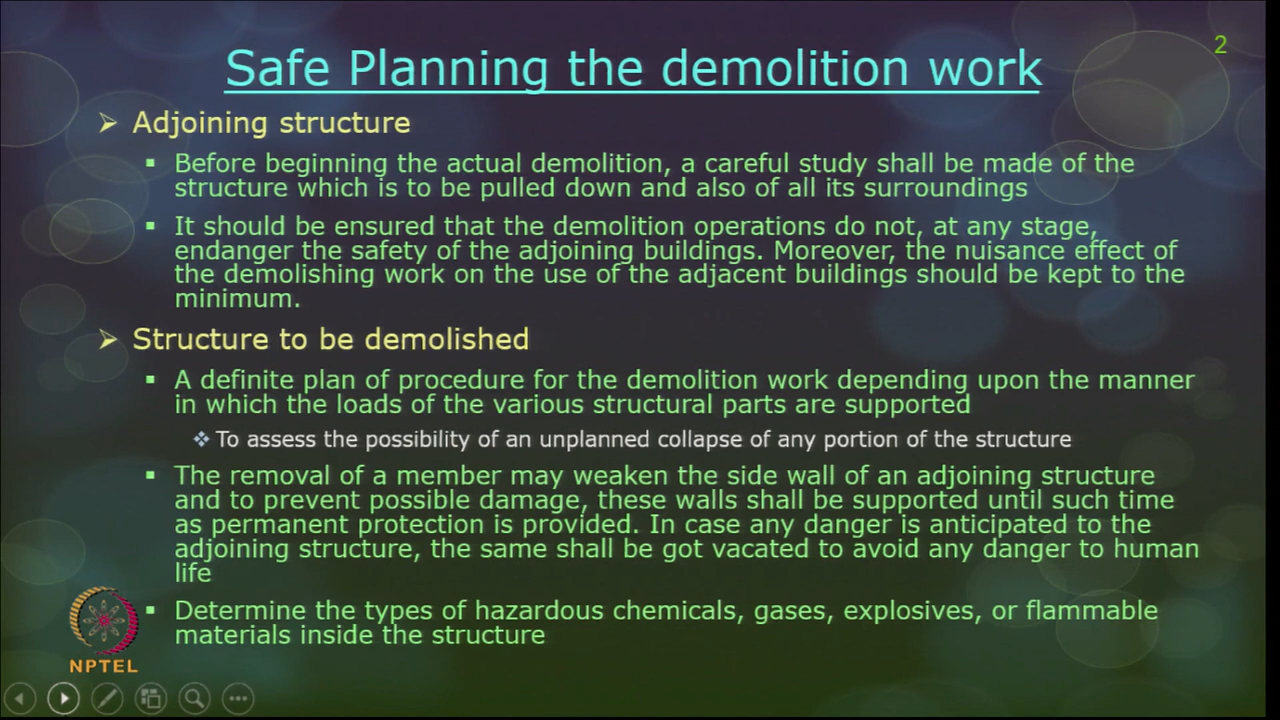 2
Safe Planning the demolition work
Adjoining structure
Before beginning the actual demolition, a careful study shall be made of the
structure which is to be pulled down and also of all its surroundings
It should be ensured that the demolition operations do not, at any stage,
endanger the safety of the adjoining buildings. Moreover, the nuisance effect of
the demolishing work on the use of the adjacent buildings should be kept to the
minimum.
Structure to be demolished
A definite plan of procedure for the demolition work depending upon the manner
in which the loads of the various structural parts are supported
To assess the possibility of an unplanned collapse of any portion of the structure
The removal of a member may weaken the side wall of an adjoining structure
and to prevent possible damage, these walls shall be supported until such time
as permanent protection is provided. In case any danger is anticipated to the
adjoining structure, the same shall be got vacated to avoid any danger to human
life
Determine the types of hazardous chemicals, gases, explosives, or flammable
materials inside the structure
NPTEL